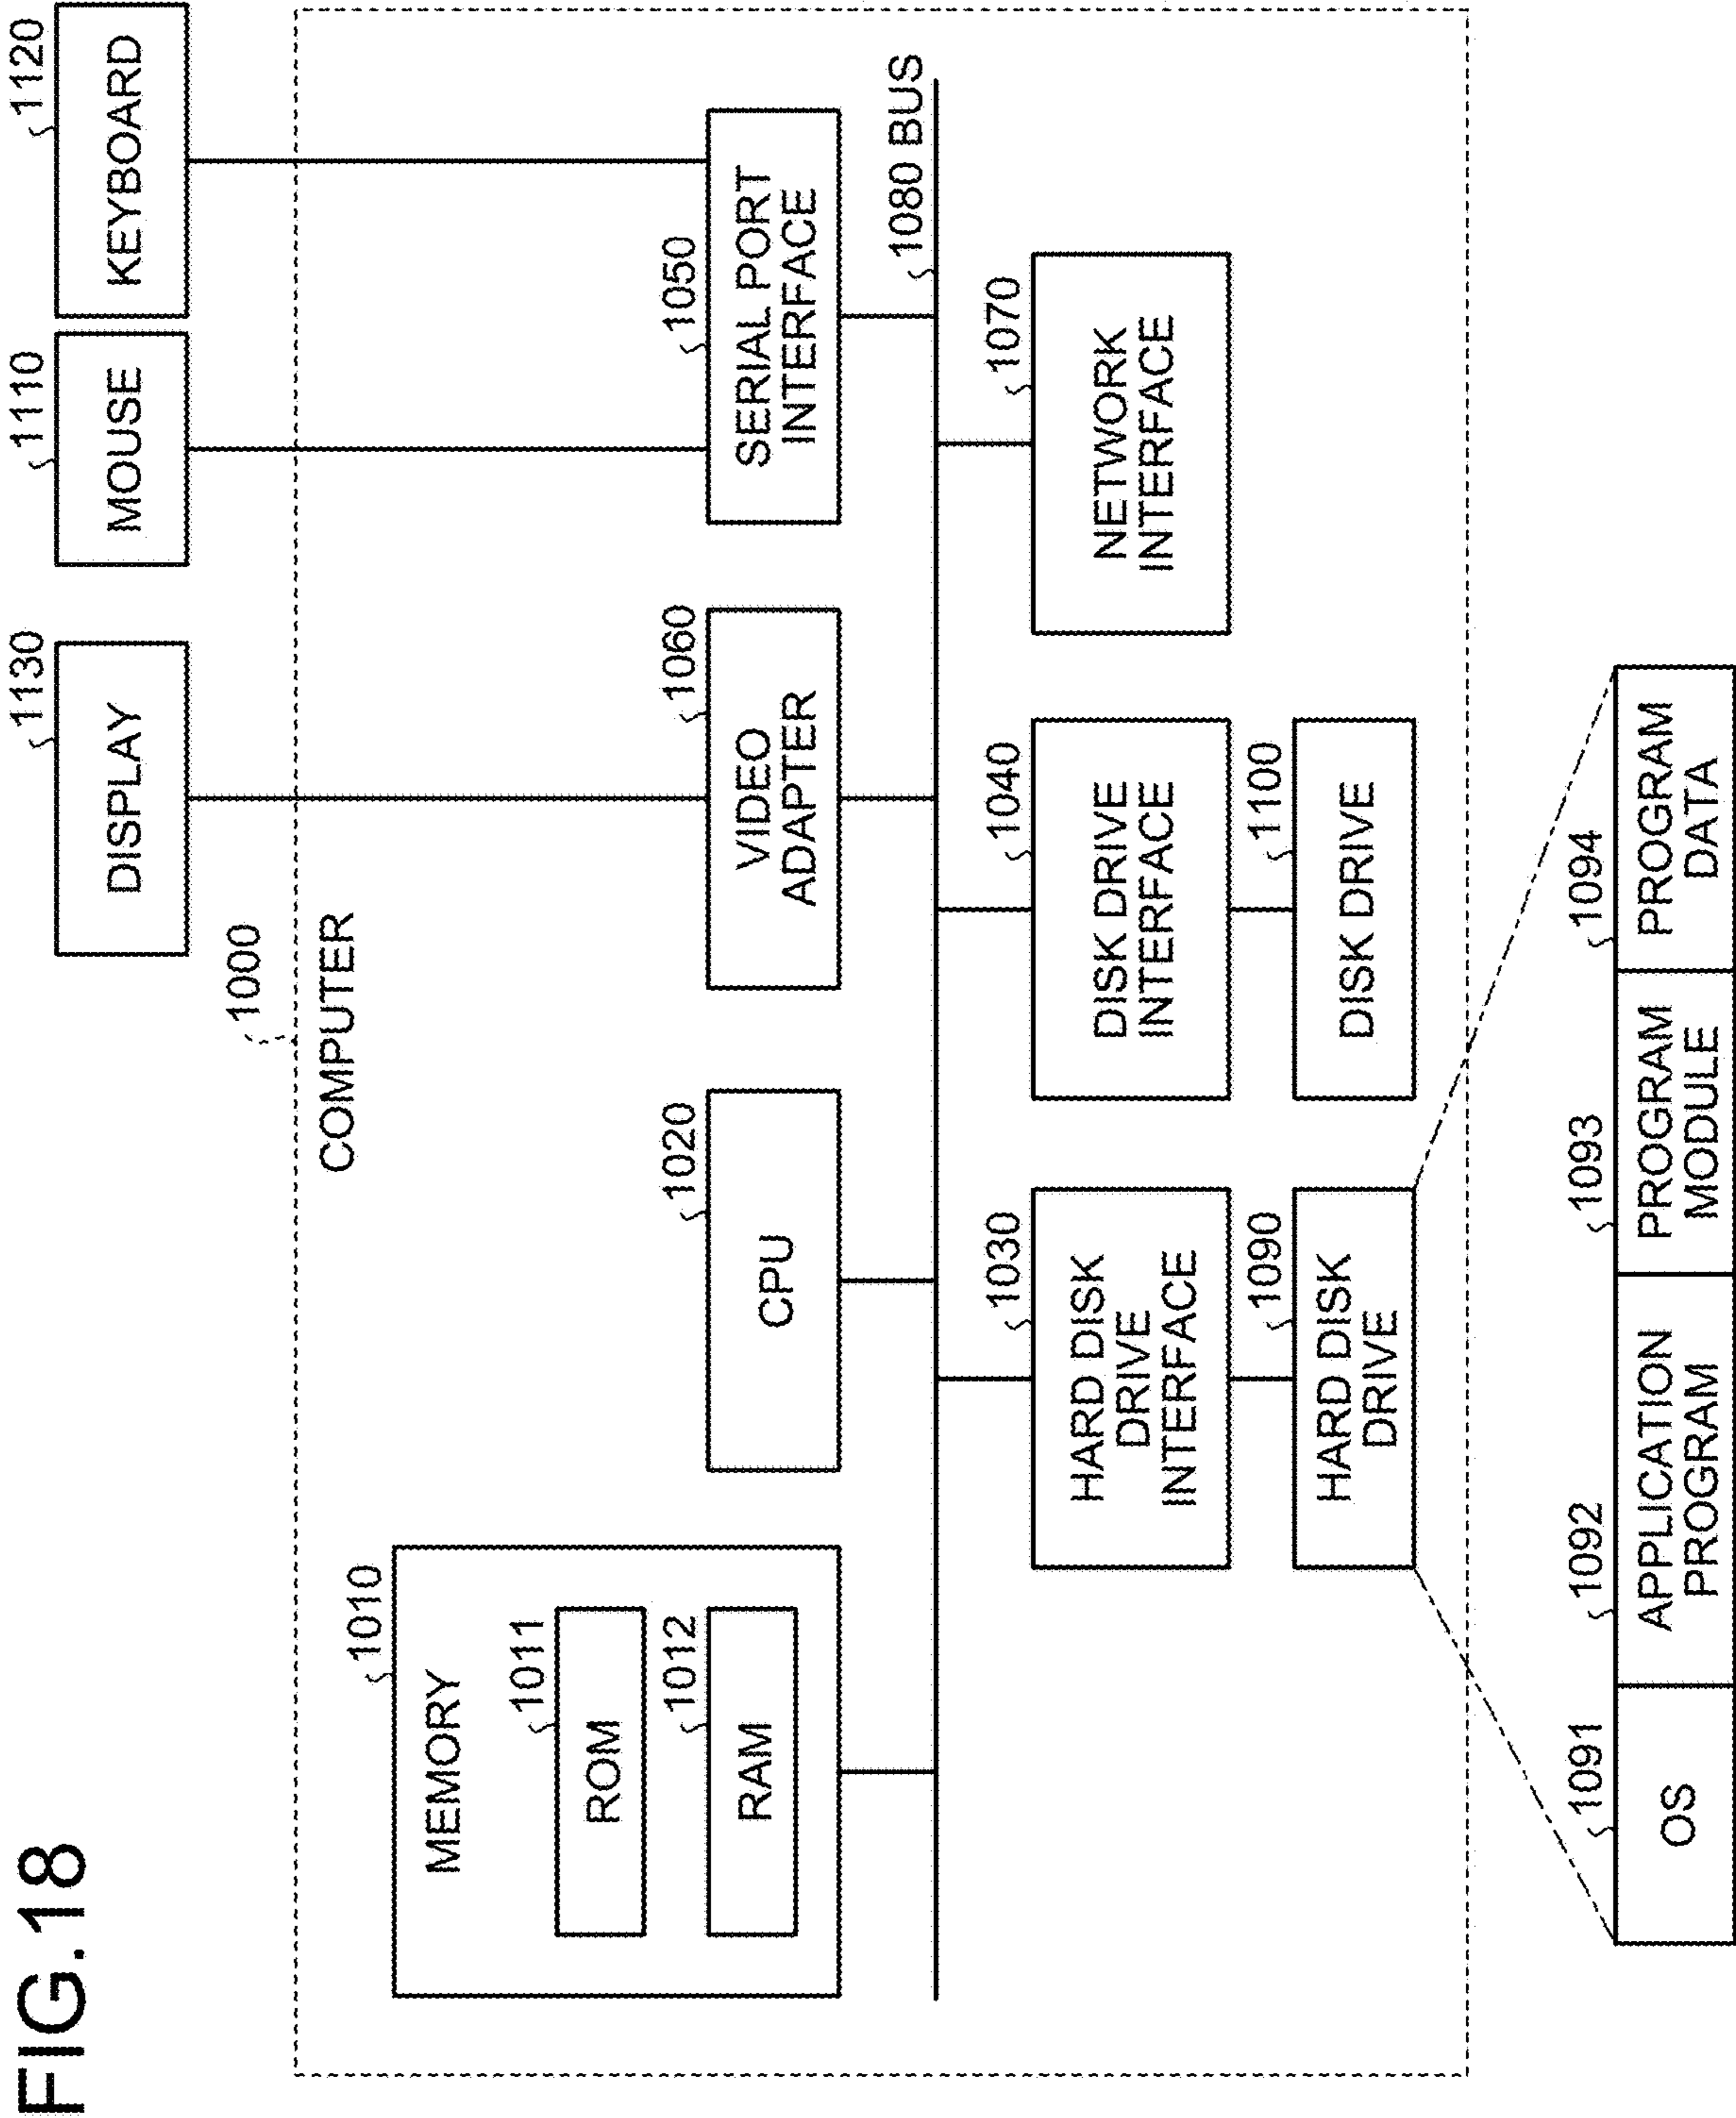 FIG.18
1130
DISPLAY
1110
MOUSE
1120
KEYBOARD
1000
COMPUTER
1010
MEMORY
1011
ROM
1012
RAM
1020
CPU
1060
VIDEO
ADAPTER
1050
SERIAL PORT
INTERFACE
1080 BUS
1030
HARD DISK
DRIVE
INTERFACE
1040
DISK DRIVE
INTERFACE
1070
NETWORK
INTERFACE
1090
HARD DISK
DRIVE
1100
DISK DRIVE
1091
OS
1092
APPLICATION
PROGRAM
1093
PROGRAM
MODULE
1094
PROGRAM
DATA